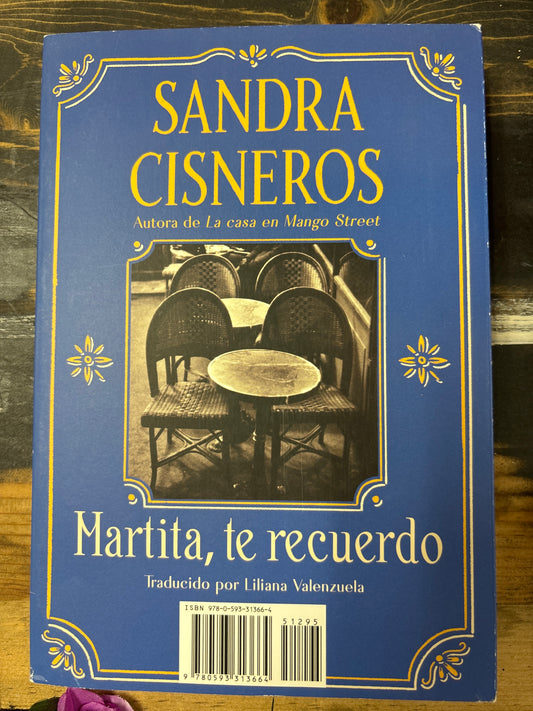 SANDRA
CISNEROS
Autora de La casa en Mango Street
Martita, te recuerdo
Traducido por Liliana Valenzuela
ISBN 978-0-593-31366-4
51295
9 780593 313664